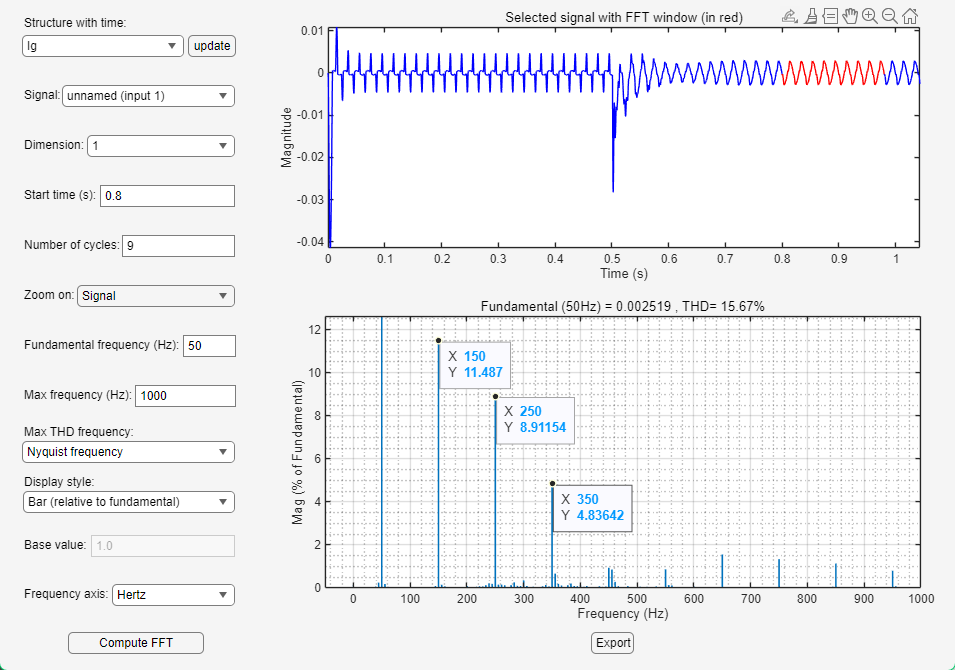 Structure with time:
Ig
update
Signal: unnamed (input 1)
Dimension: 1
Start time (s): 0.8
Number of cycles: 9
Zoom on: Signal
Fundamental frequency (Hz): 50
Max frequency (Hz): 1000
Max THD frequency:
Nyquist frequency
Display style:
Bar (relative to fundamental)
Base value: 1.0
Frequency axis: Hertz
Compute FFT
Selected signal with FFT window (in red)
0.01
0
-0.01
-0.02
-0.03
-0.04
Magnitude
0 0.1 0.2 0.3 0.4 0.5 0.6 0.7 0.8 0.9 1
Time (s)
Fundamental (50Hz) = 0.002519 , THD= 15.67%
12
10
8
6
4
2
0
Mag (% of Fundamental)
X 150
Y 11.487
X 250
Y 8.91154
X 350
Y 4.83642
0 100 200 300 400 500 600 700 800 900 1000
Frequency (Hz)
Export